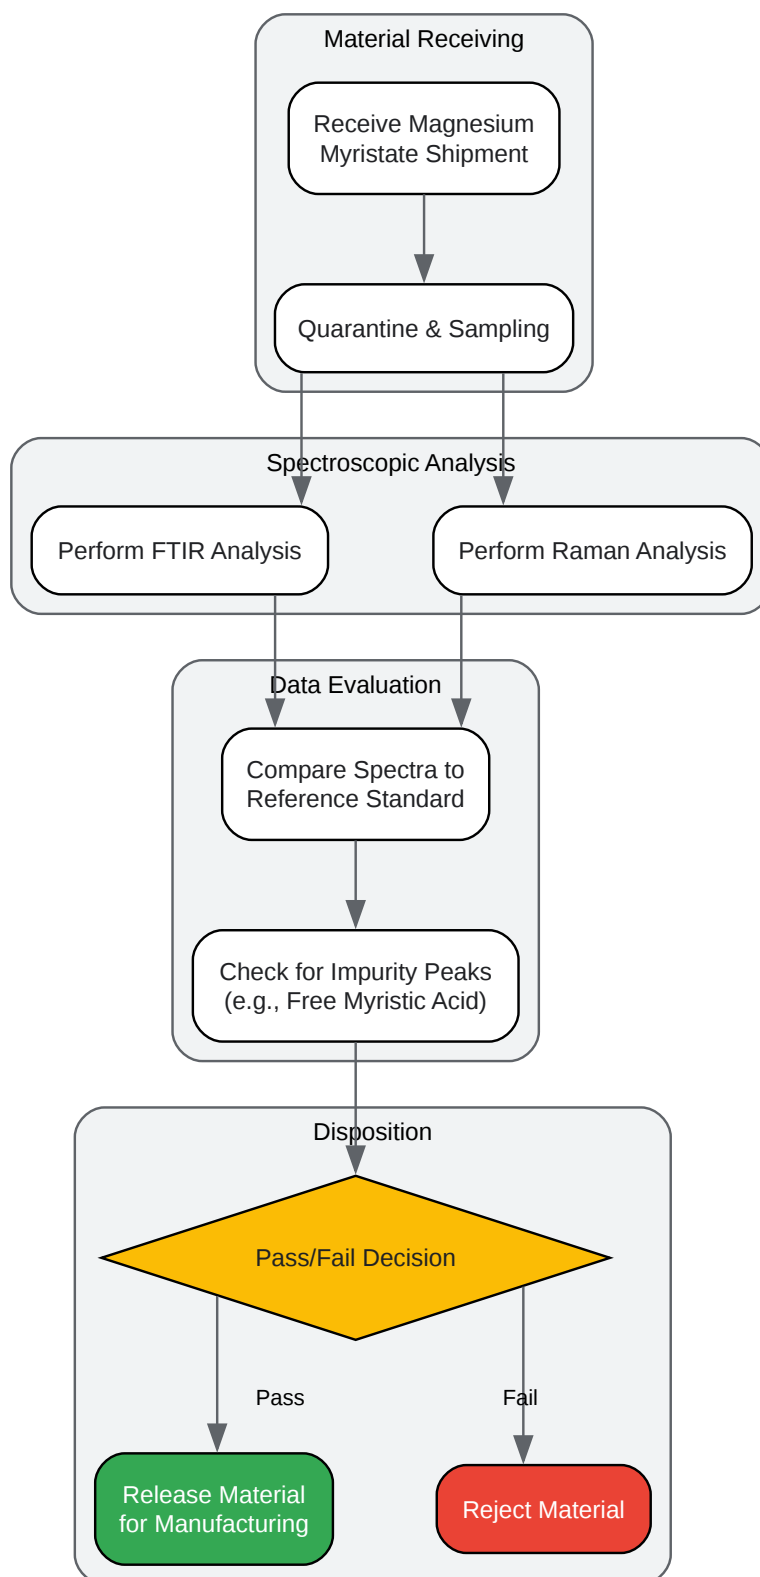 Material Receiving
Receive Magnesium
Myristate Shipment
Quarantine & Sampling
Spectroscopic Analysis
Perform FTIR Analysis
Perform Raman Analysis
Data Evaluation
Compare Spectra to
Reference Standard
Check for Impurity Peaks
(e.g., Free Myristic Acid)
Disposition
Pass/Fail Decision
Pass
Fail
Release Material
for Manufacturing
Reject Material